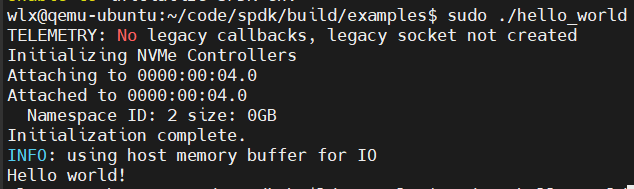 wlx@qemu-ubuntu:~/code/spdk/build/examples$ sudo ./hello_world
TELEMETRY: No legacy callbacks, legacy socket not created
Initializing NVMe Controllers
Attaching to 0000:00:04.0
Attached to 0000:00:04.0
  Namespace ID: 2 size: 0GB
Initialization complete.
INFO: using host memory buffer for IO
Hello world!